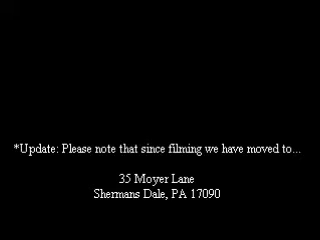 *Update: Please note that since filming we have moved to...
35 Moyer Lane
Shermans Dale, PA 17090